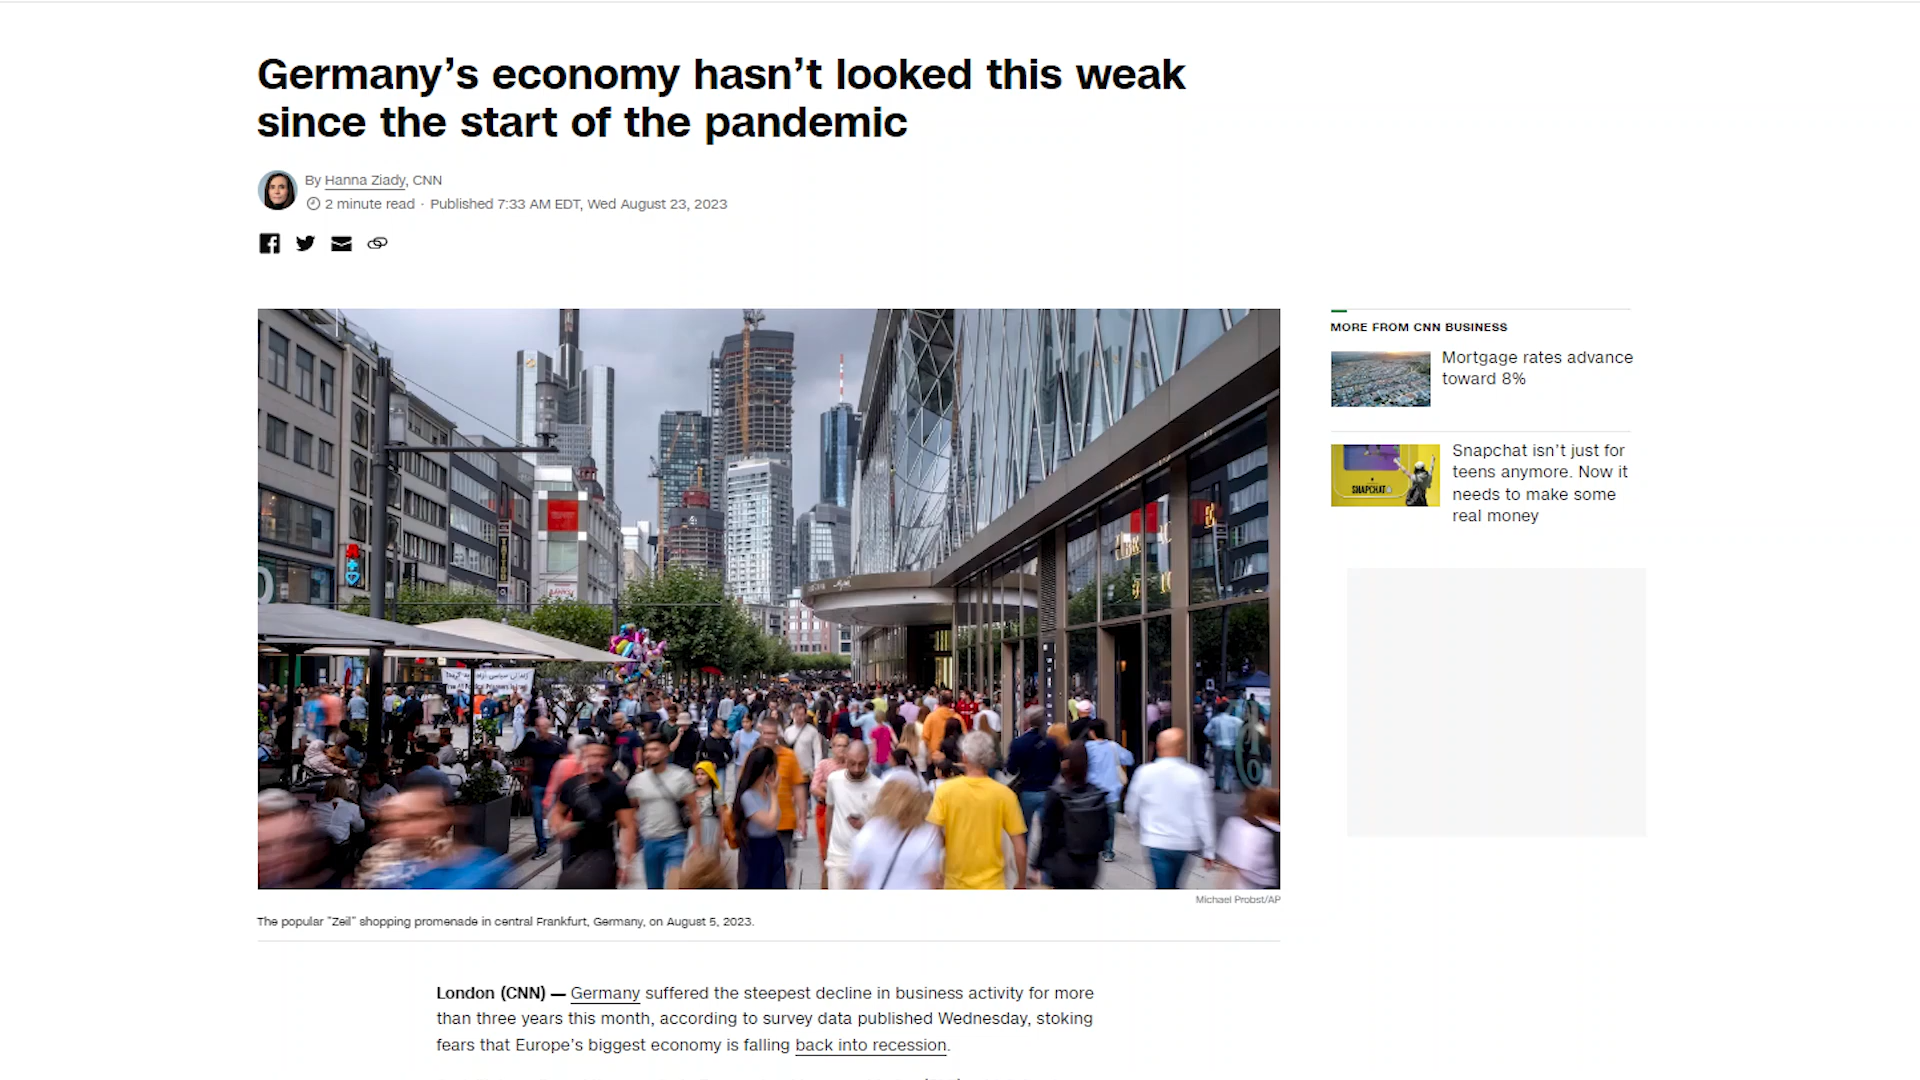 Germany’s economy hasn’t looked this weak
since the start of the pandemic
By Hanna Ziady, CNN
2 minute read · Published 7:33 AM EDT, Wed August 23, 2023
MORE FROM CNN BUSINESS
Mortgage rates advance
toward 8%
Snapchat isn’t just for
teens anymore. Now it
needs to make some
real money
SNAPCHAT
Michael Probst/AP
The popular "Zeil" shopping promenade in central Frankfurt, Germany, on August 5, 2023.
London (CNN) — Germany suffered the steepest decline in business activity for more
than three years this month, according to survey data published Wednesday, stoking
fears that Europe’s biggest economy is falling back into recession.